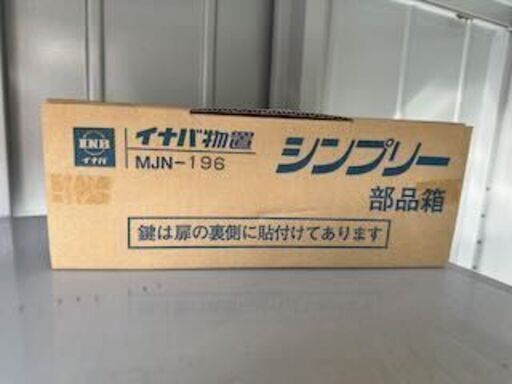 INB
イナバ
イナバ物置
MJN-196
シンプリー
部品箱
鍵は扉の裏側に貼付けてあります